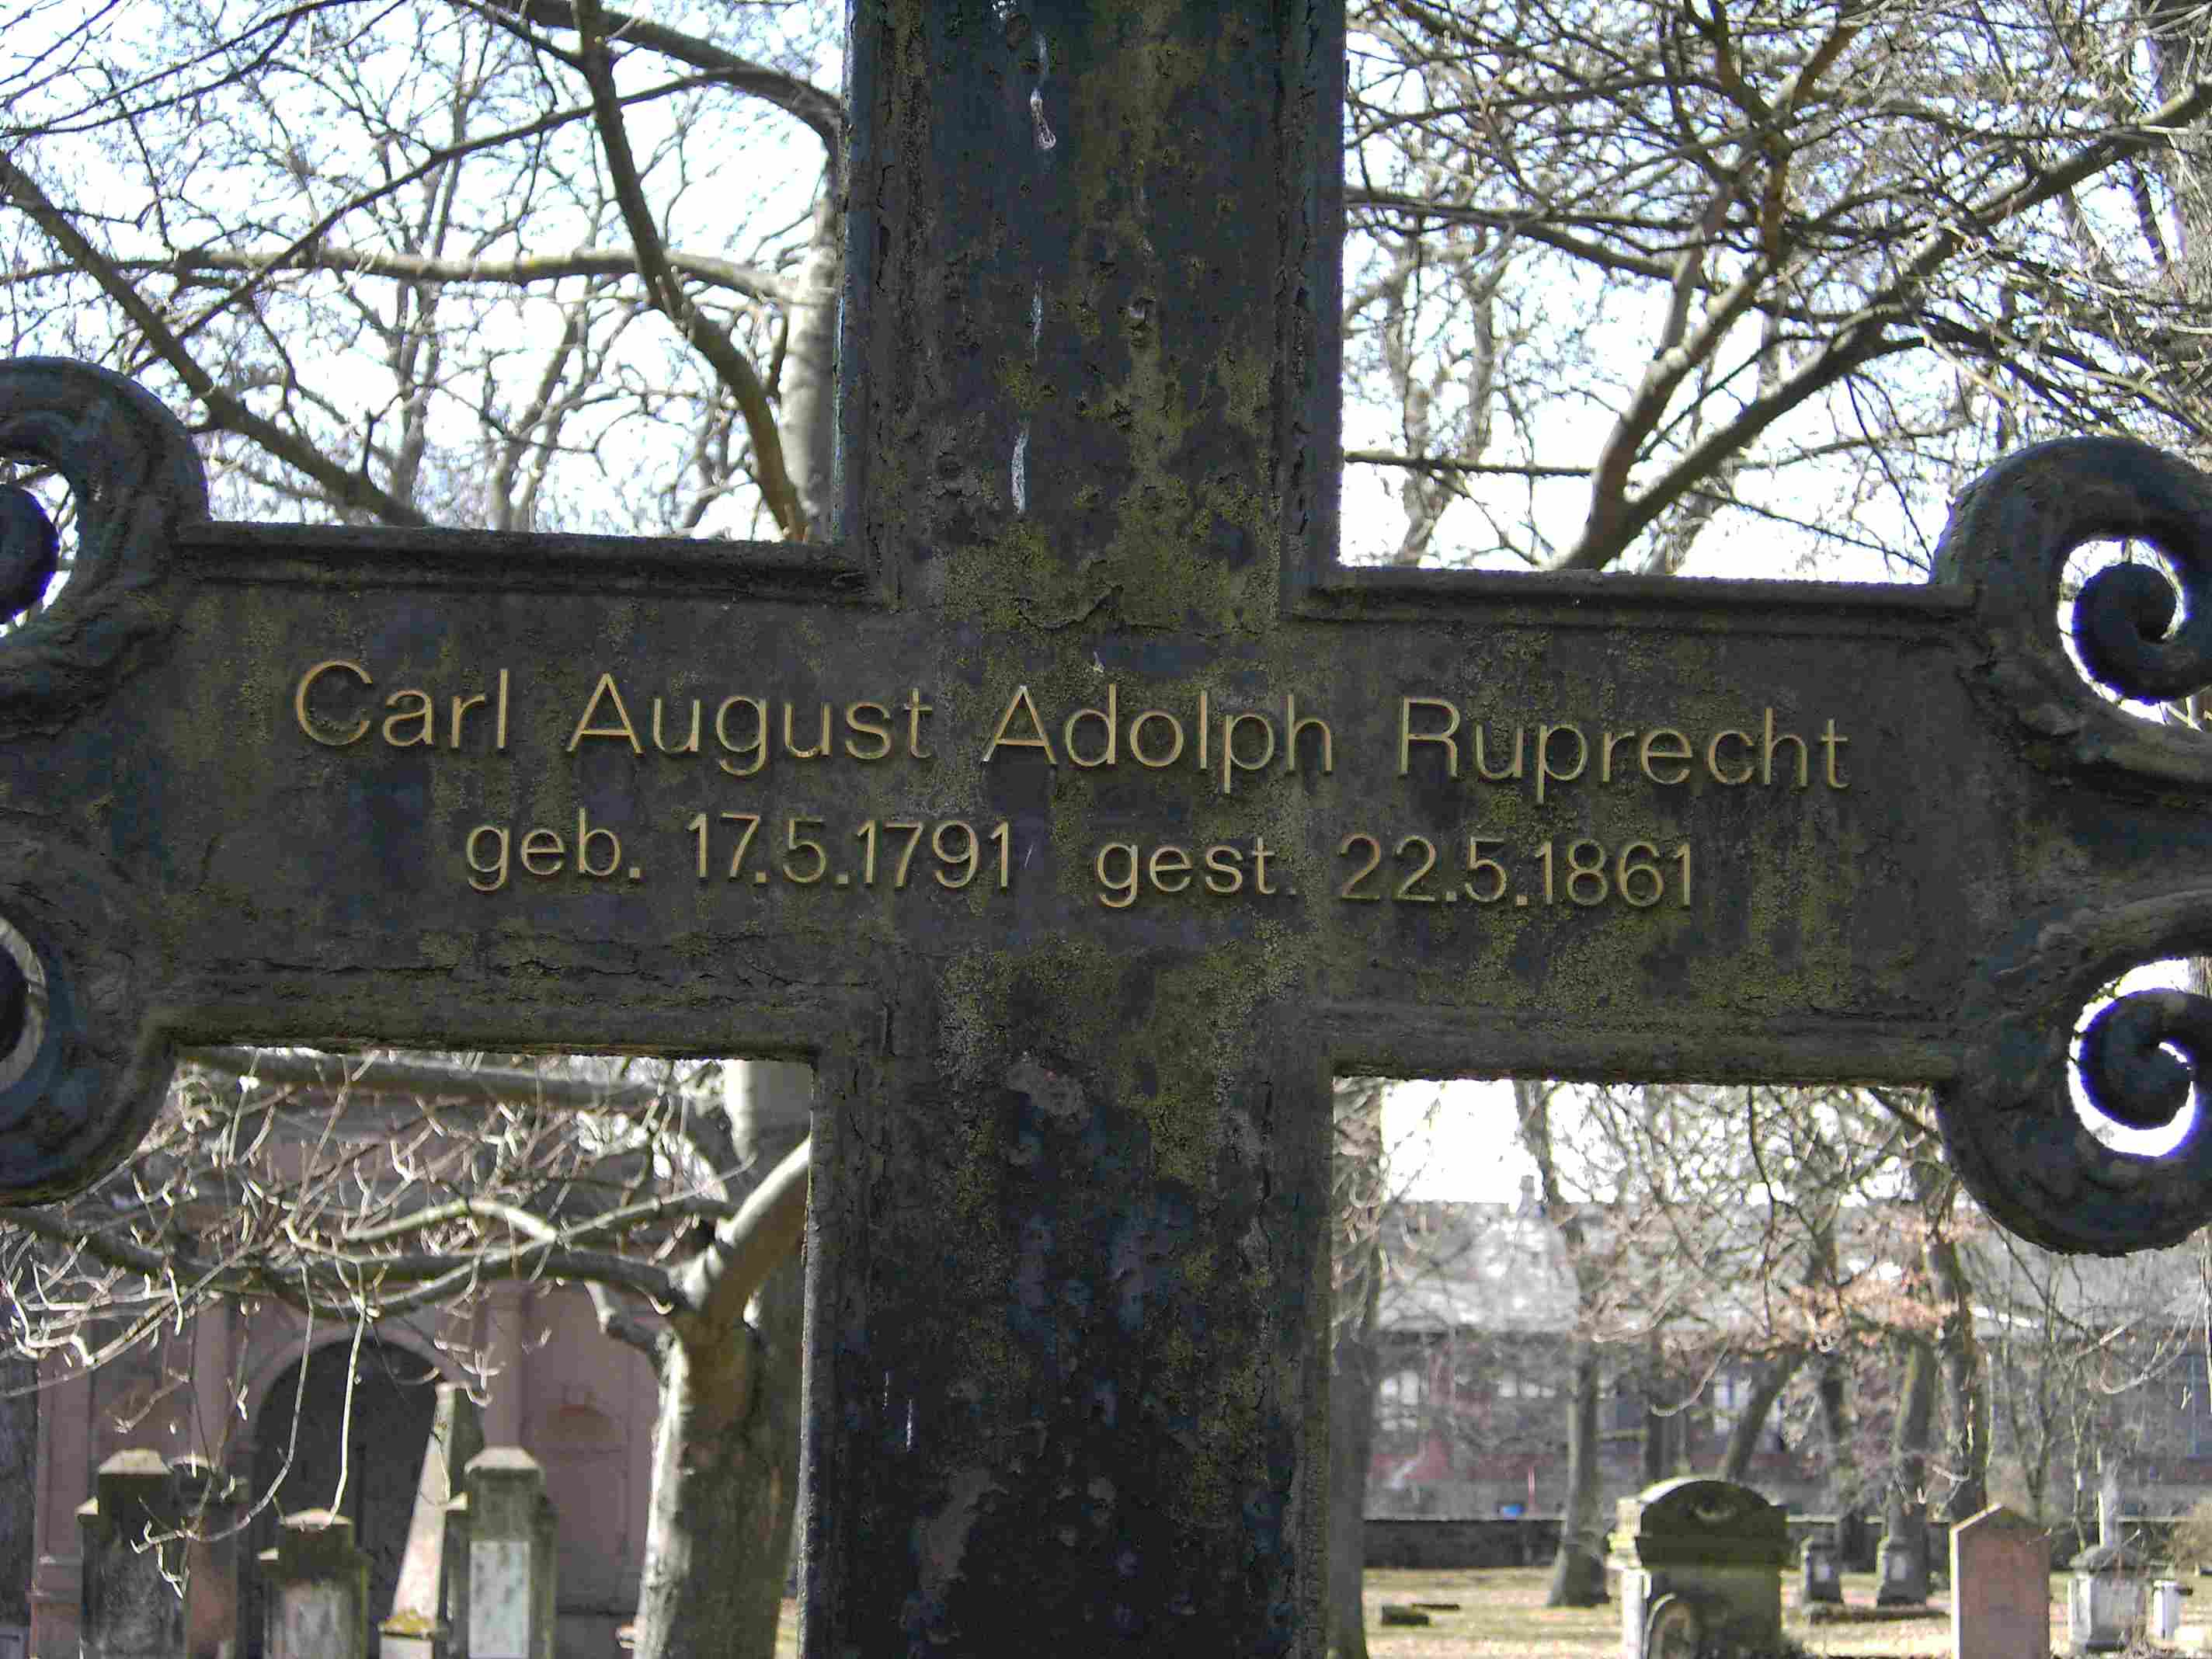 Carl August Adolph Ruprecht
geb. 17.5.1791 gest. 22.5.1861